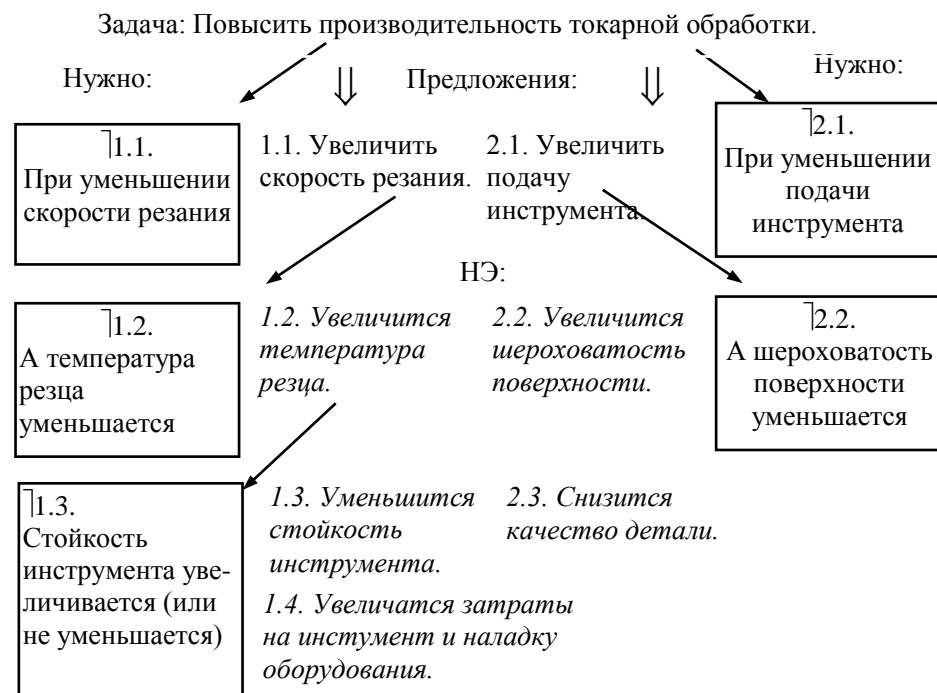 Задача: Повысить производительность токарной обработки.
Нужно:
Предложения:
Нужно:
⏋1.1.
При уменьшении
скорости резания
1.1. Увеличить
скорость резания.
2.1. Увеличить
подачу
инструмента.
⏋2.1.
При уменьшении
подачи
инструмента
НЭ:
⏋1.2.
А температура
резца
уменьшается
1.2. Увеличится
температура
резца.
2.2. Увеличится
шероховатость
поверхности.
⏋2.2.
А шероховатость
поверхности
уменьшается
⏋1.3.
Стойкость
инструмента уве-
личивается (или
не уменьшается)
1.3. Уменьшится
стойкость
инструмента.
2.3. Снизится
качество детали.
1.4. Увеличатся затраты
на инстумент и наладку
оборудования.